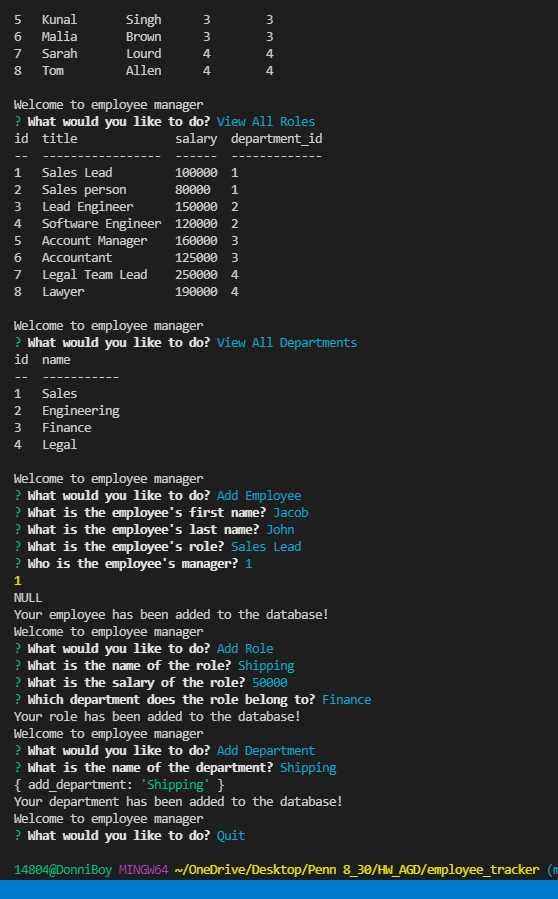 5   Kunal       Singh      3        3
6   Malia       Brown      3        3
7   Sarah       Lourd      4        4
8   Tom         Allen      4        4
Welcome to employee manager
? What would you like to do? View All Roles
id  title              salary  department_id
--  -----------------  ------  -------------
1   Sales Lead         100000  1
2   Sales person       80000   1
3   Lead Engineer      150000  2
4   Software Engineer  120000  2
5   Account Manager    160000  3
6   Accountant         125000  3
7   Legal Team Lead    250000  4
8   Lawyer             190000  4
Welcome to employee manager
? What would you like to do? View All Departments
id  name
--  -----------
1   Sales
2   Engineering
3   Finance
4   Legal
Welcome to employee manager
? What would you like to do? Add Employee
? What is the employee's first name? Jacob
? What is the employee's last name? John
? What is the employee's role? Sales Lead
? Who is the employee's manager? 1
1
NULL
Your employee has been added to the database!
Welcome to employee manager
? What would you like to do? Add Role
? What is the name of the role? Shipping
? What is the salary of the role? 50000
? Which department does the role belong to? Finance
Your role has been added to the database!
Welcome to employee manager
? What would you like to do? Add Department
? What is the name of the department? Shipping
{ add_department: 'Shipping' }
Your department has been added to the database!
Welcome to employee manager
? What would you like to do? Quit
14804@DonniBoy MINGW64 ~/OneDrive/Desktop/Penn 8_30/HW_AGD/employee_tracker (